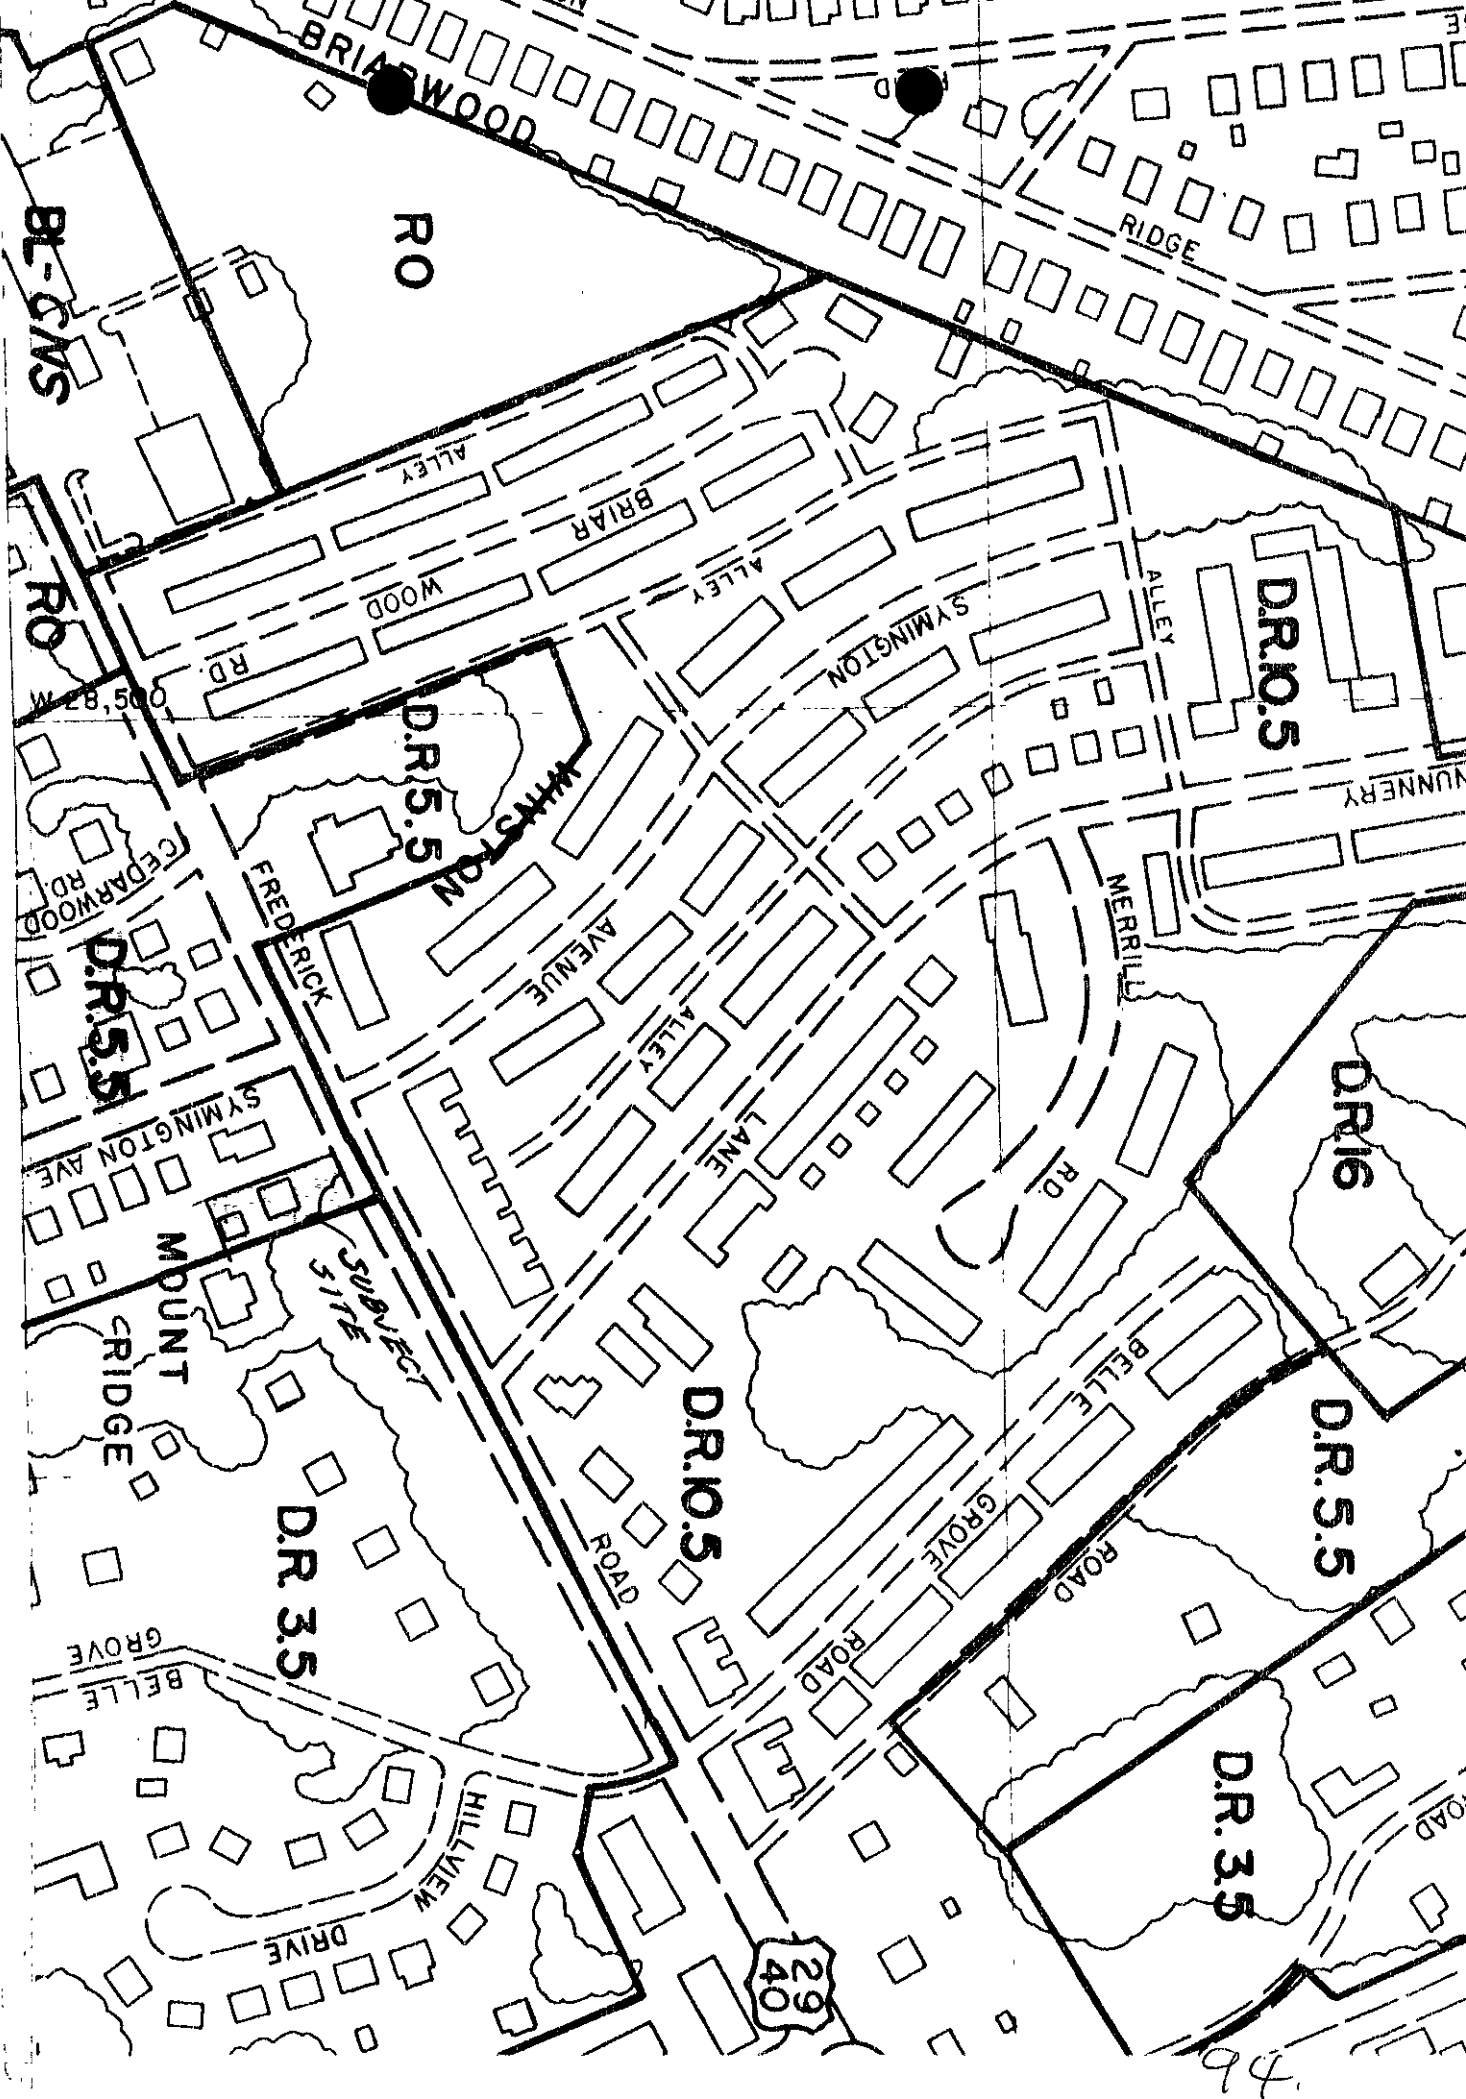 BRIARWOOD
RIDGE
RO
BL-CNS
ALLEY
BRIAR
WOOD
RD.
ALLEY
SYMINGTON
ALLEY
D.R.10.5
RO
W 28,500
D.R.5.5
WINSTON
NUNNERY
CEDARWOOD
RD.
FREDERICK
D.R.5.5
AVENUE
ALLEY
MERRILL
RD
LANE
D.R.16
SYMINGTON AVE
MOUNT
RIDGE
SUBJECT
SITE
D.R.10.5
BELLE
GROVE
ROAD
ROAD
D.R.5.5
D.R. 3.5
ROAD
GROVE
BELLE
HILLVIEW
DRIVE
D.R. 3.5
OAD
29
40
94.